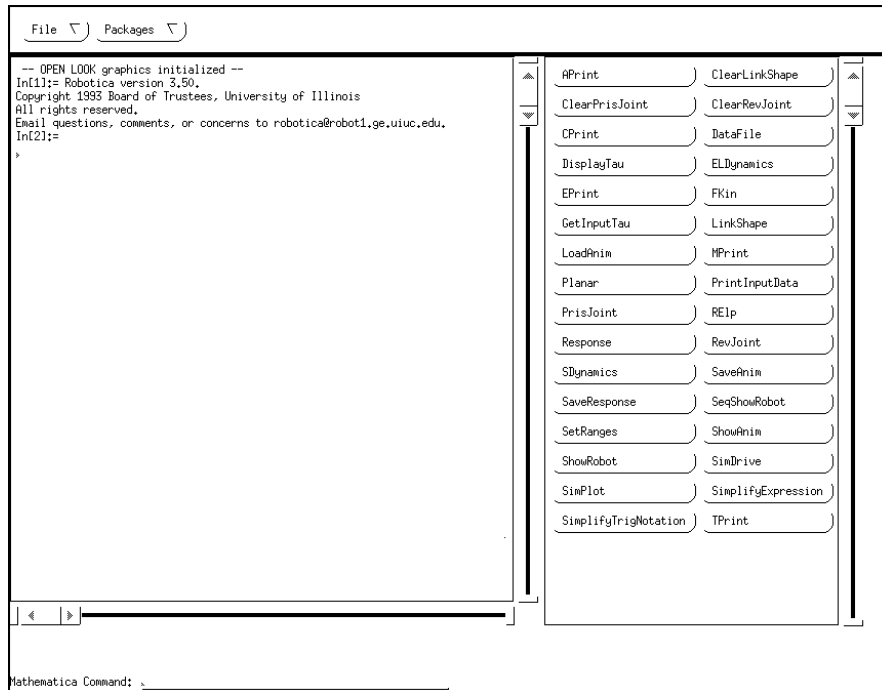 File Packages
-- OPEN LOOK graphics initialized --
In[1]:= Robotica version 3.50.
Copyright 1993 Board of Trustees, University of Illinois
All rights reserved.
Email questions, comments, or concerns to robotica@robot1.ge.uiuc.edu.
In[2]:=
APrint ClearLinkShape
ClearPrisJoint ClearRevJoint
CPrint DataFile
DisplayTau ELDynamics
EPrint FKin
GetInputTau LinkShape
LoadAnim MPrint
Planar PrintInputData
PrisJoint RElp
Response RevJoint
SDynamics SaveAnim
SaveResponse SeqShowRobot
SetRanges ShowAnim
ShowRobot SimDrive
SimPlot SimplifyExpression
SimplifyTrigNotation TPrint
Mathematica Command: